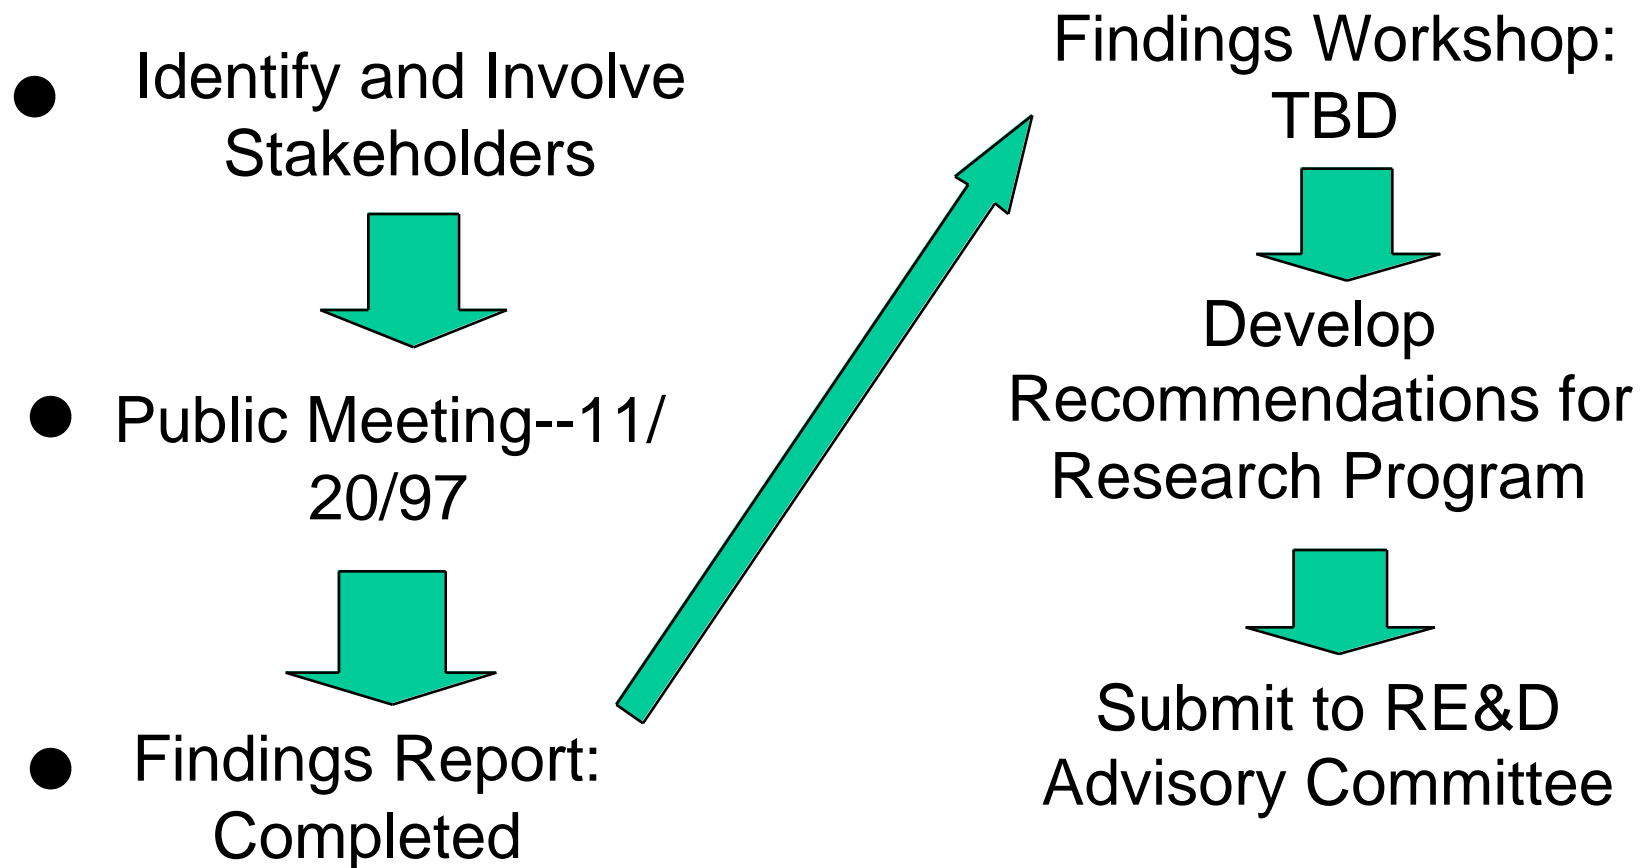 ● Identify and Involve
Stakeholders
● Public Meeting--11/
20/97
● Findings Report:
Completed
Findings Workshop:
TBD
Develop
Recommendations for
Research Program
Submit to RE&D
Advisory Committee